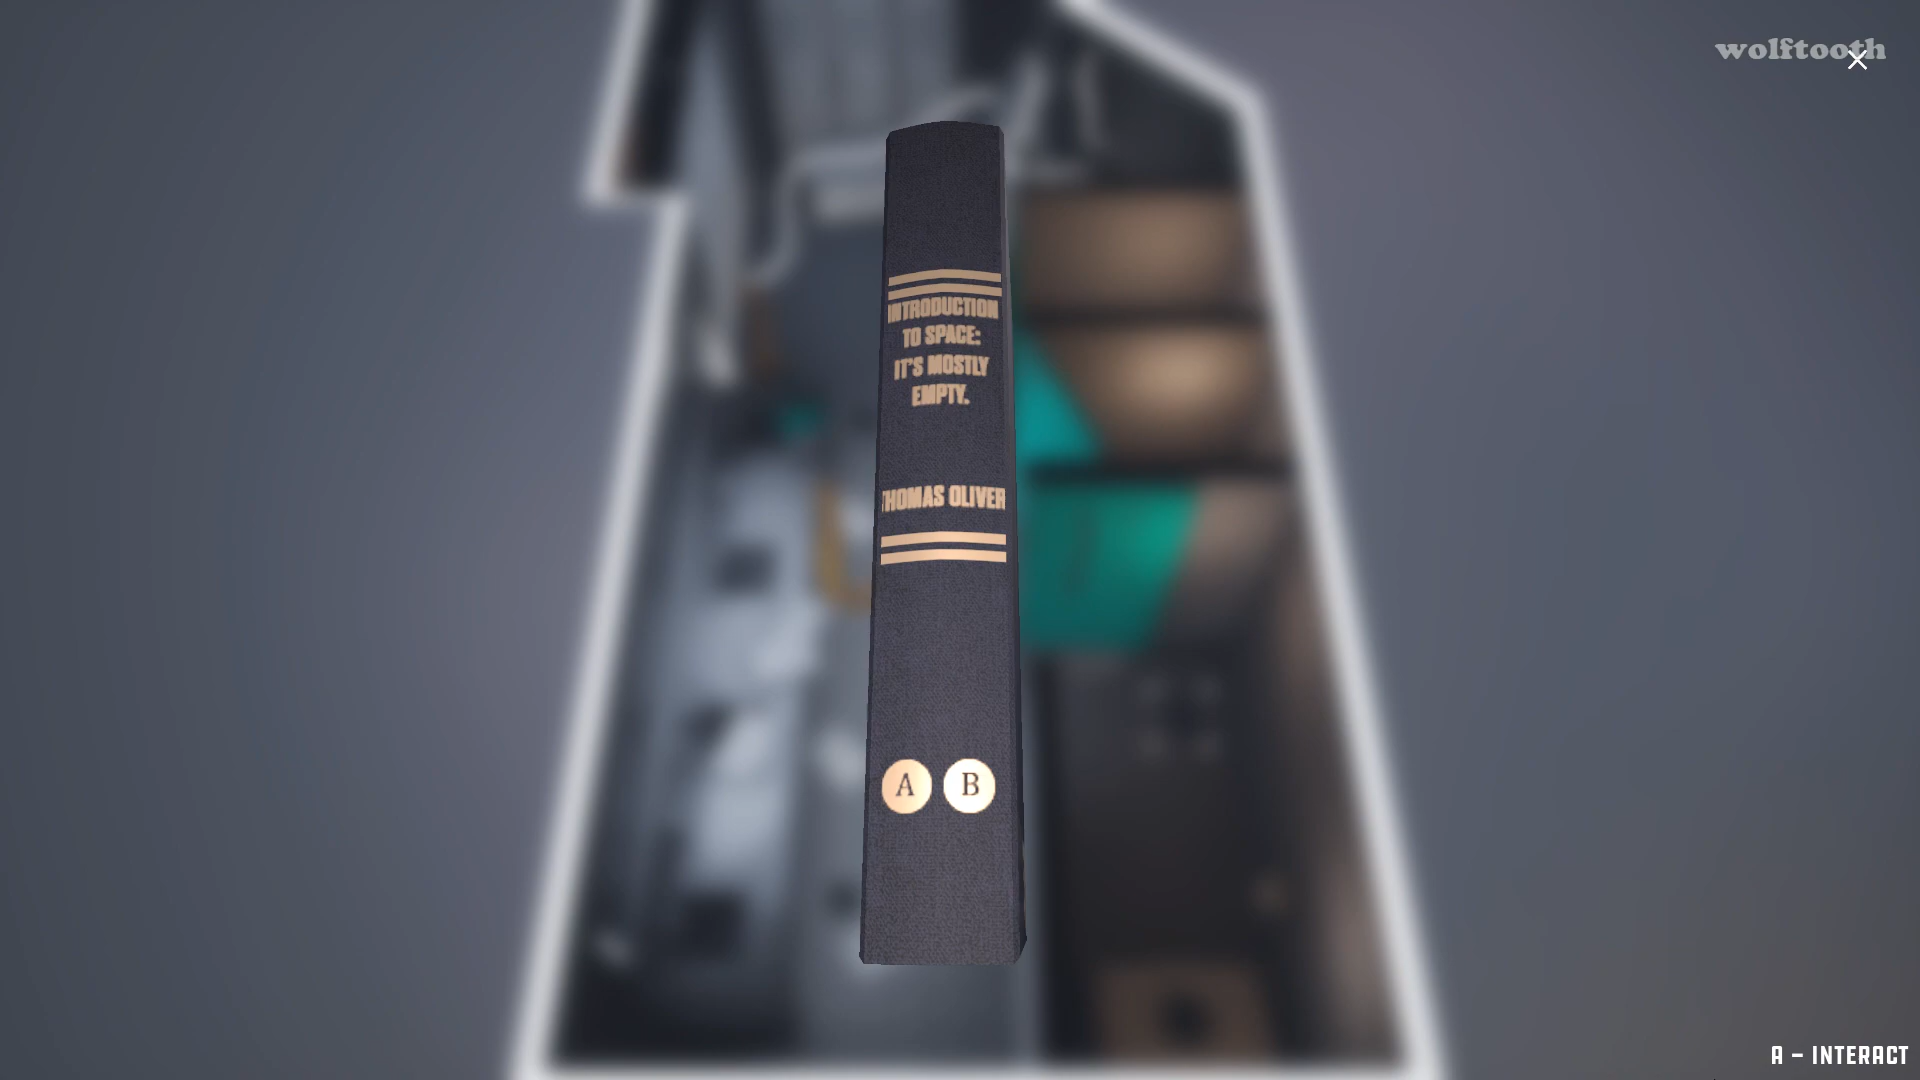 wolftooth
INTRODUCTION
TO SPACE:
IT'S MOSTLY
EMPTY.
THOMAS OLIVER
A B
A - INTERACT